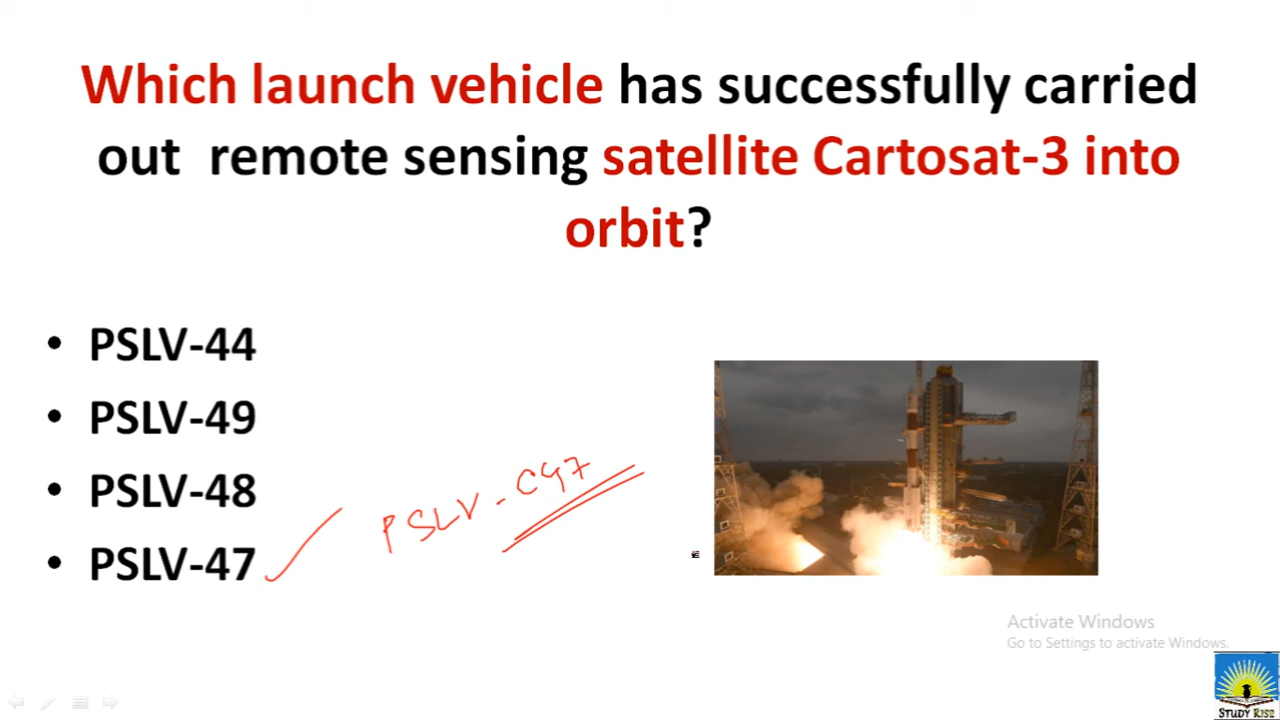 Which launch vehicle has successfully carried
out remote sensing satellite Cartosat-3 into
orbit?
• PSLV-44
• PSLV-49
• PSLV-48
• PSLV-47
PSLV-C47
Activate Windows
Go to Settings to activate Windows.
STUDY RISE